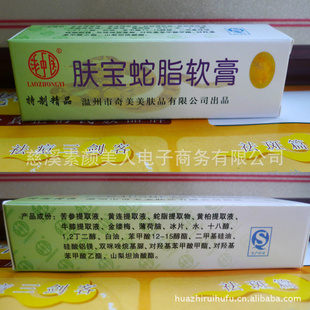 LAIZHONGYI
肤宝蛇脂软膏
特制精品
温州市奇美美肤品有限公司出品
慈溪素颜美人电子商务有限公司
产品成份:苦参提取液、黄连提取液、蛇脂提取物、黄柏提取液、
牛膝提取液、金缕梅、薄荷脑、冰片、水、十八醇、
1,2丁二醇、白油、苯甲酸12-15醇酯、二甲基硅油、
硅酸铝镁、双咪唑烷基脲、对羟基苯甲酸甲酯、对羟基
苯甲酸乙酯、山梨坦油酸酯。
huazhiruihufu.1688.com